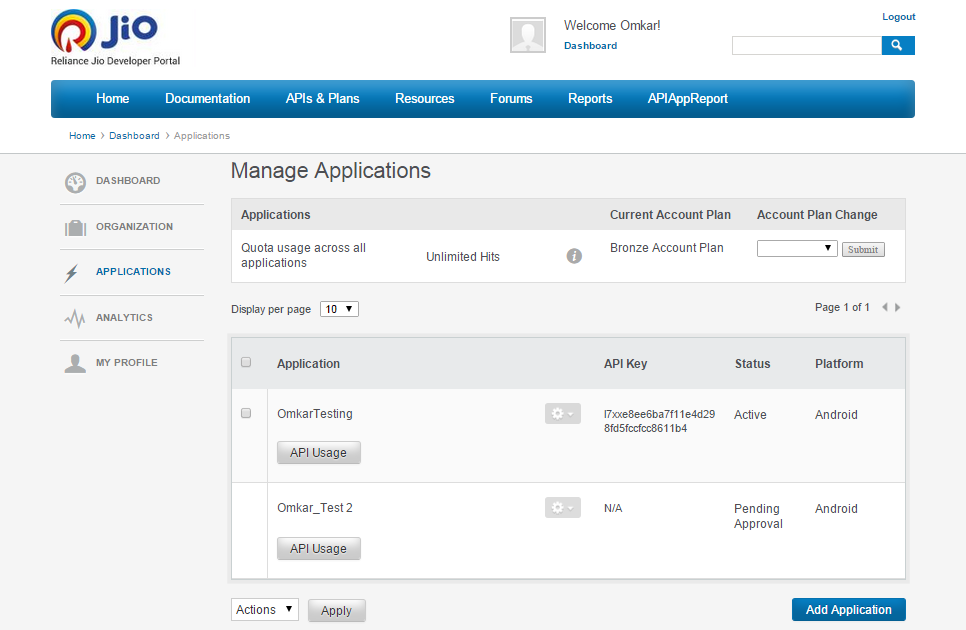 Jio
Reliance Jio Developer Portal
Welcome Omkar!
Dashboard
Logout
Home Documentation APIs & Plans Resources Forums Reports APIAppReport
Home > Dashboard > Applications
DASHBOARD
ORGANIZATION
APPLICATIONS
ANALYTICS
MY PROFILE
Manage Applications
Applications Current Account Plan Account Plan Change
Quota usage across all
applications
Unlimited Hits
i
Bronze Account Plan
Submit
Display per page 10
Page 1 of 1
Application API Key Status Platform
OmkarTesting
l7xxe8ee6ba7f11e4d29
8fd5fccfcc8611b4
Active
Android
API Usage
Omkar_Test 2
N/A
Pending
Approval
Android
API Usage
Actions
Apply
Add Application